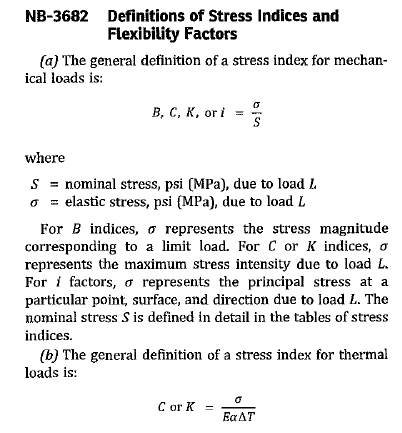 NB-3682 Definitions of Stress Indices and
Flexibility Factors
(a) The general definition of a stress index for mechan-
ical loads is:
B, C, K, or i = σ/S
where
S = nominal stress, psi (MPa), due to load L
σ = elastic stress, psi (MPa), due to load L
For B indices, σ represents the stress magnitude
corresponding to a limit load. For C or K indices, σ
represents the maximum stress intensity due to load L.
For i factors, σ represents the principal stress at a
particular point, surface, and direction due to load L. The
nominal stress S is defined in detail in the tables of stress
indices.
(b) The general definition of a stress index for thermal
loads is:
C or K = σ/EαΔT